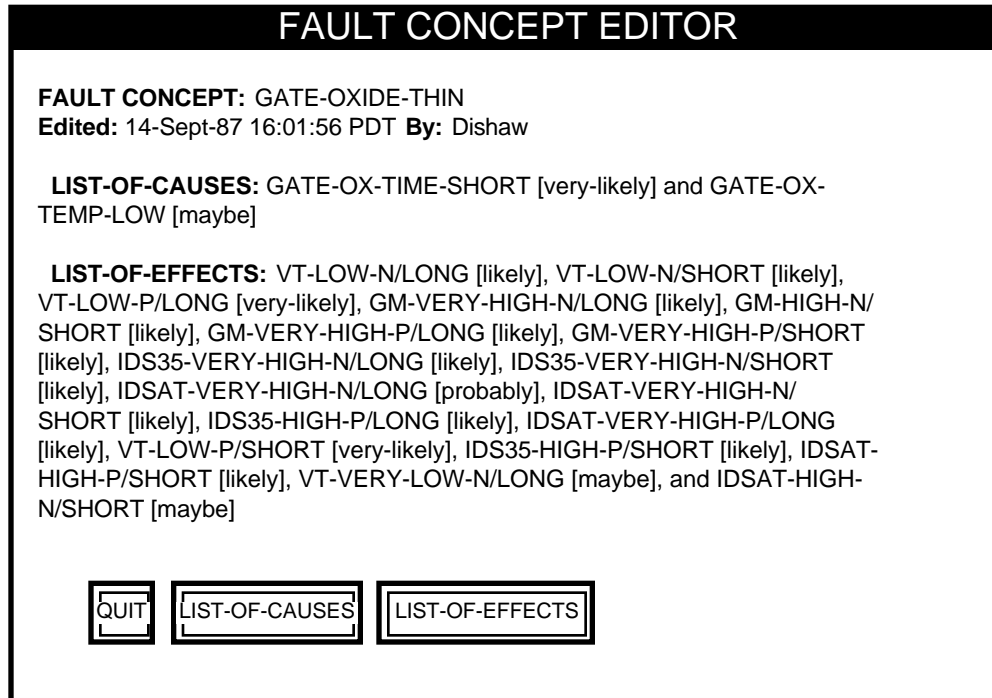 FAULT CONCEPT EDITOR
FAULT CONCEPT: GATE-OXIDE-THIN
Edited: 14-Sept-87 16:01:56 PDT By: Dishaw
LIST-OF-CAUSES: GATE-OX-TIME-SHORT [very-likely] and GATE-OX-
TEMP-LOW [maybe]
LIST-OF-EFFECTS: VT-LOW-N/LONG [likely], VT-LOW-N/SHORT [likely],
VT-LOW-P/LONG [very-likely], GM-VERY-HIGH-N/LONG [likely], GM-HIGH-N/
SHORT [likely], GM-VERY-HIGH-P/LONG [likely], GM-VERY-HIGH-P/SHORT
[likely], IDS35-VERY-HIGH-N/LONG [likely], IDS35-VERY-HIGH-N/SHORT
[likely], IDSAT-VERY-HIGH-N/LONG [probably], IDSAT-VERY-HIGH-N/
SHORT [likely], IDS35-HIGH-P/LONG [likely], IDSAT-VERY-HIGH-P/LONG
[likely], VT-LOW-P/SHORT [very-likely], IDS35-HIGH-P/SHORT [likely], IDSAT-
HIGH-P/SHORT [likely], VT-VERY-LOW-N/LONG [maybe], and IDSAT-HIGH-
N/SHORT [maybe]
QUIT LIST-OF-CAUSES LIST-OF-EFFECTS